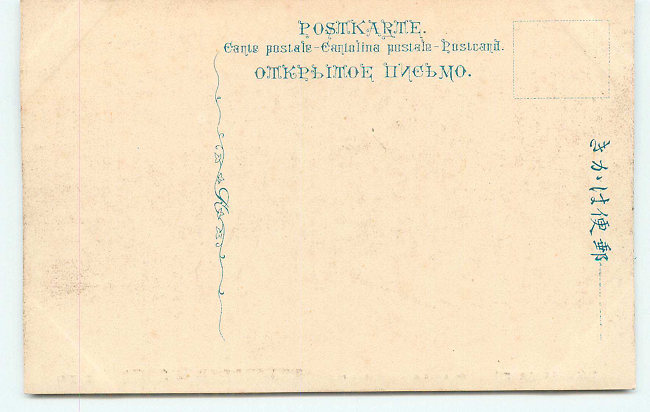 POSTKARTE.
Carte postale-Cartolina postale-Postcard.
ОТКРЫТОЕ ПИСЬМО.
きかは便郵